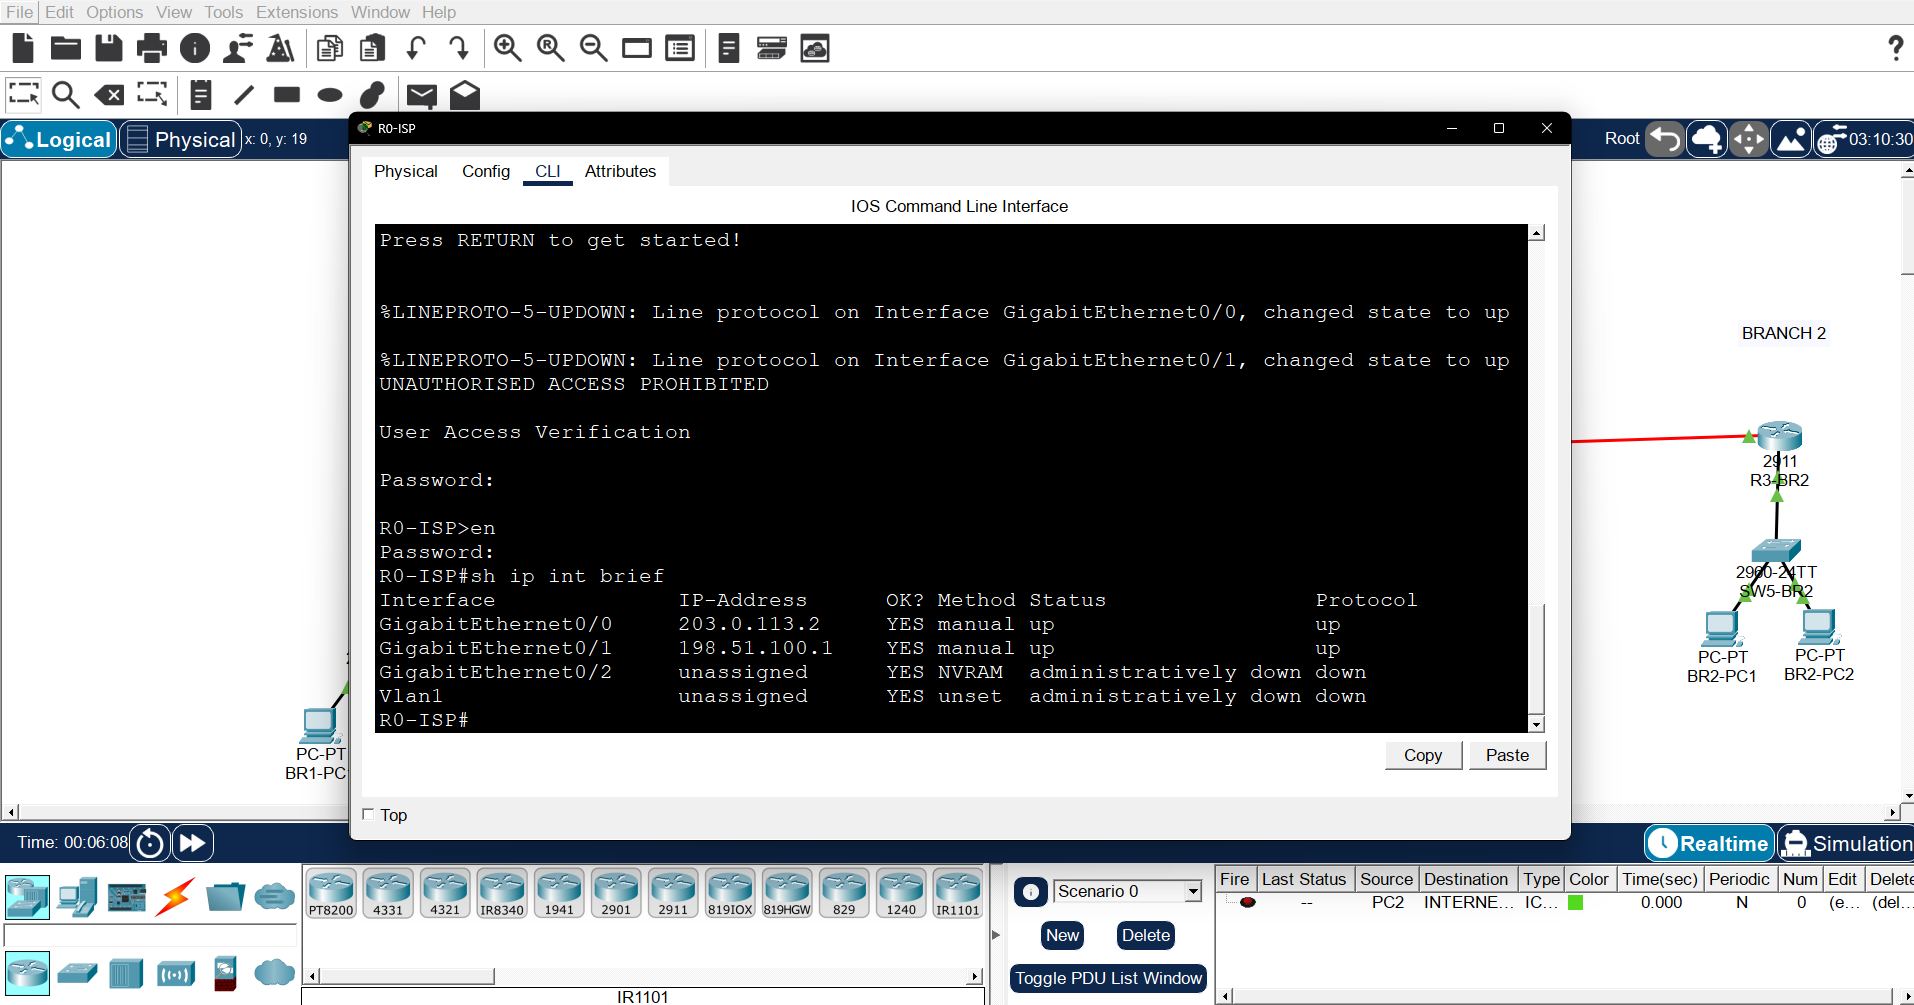 File Edit Options View Tools Extensions Window Help
Logical
Physical
x: 0, y: 19
Root
03:10:30
R0-ISP
Physical Config CLI Attributes
IOS Command Line Interface
Press RETURN to get started!
%LINEPROTO-5-UPDOWN: Line protocol on Interface GigabitEthernet0/0, changed state to up
%LINEPROTO-5-UPDOWN: Line protocol on Interface GigabitEthernet0/1, changed state to up
UNAUTHORISED ACCESS PROHIBITED
User Access Verification
Password:
R0-ISP>en
Password:
R0-ISP#sh ip int brief
Interface IP-Address OK? Method Status Protocol
GigabitEthernet0/0 203.0.113.2 YES manual up up
GigabitEthernet0/1 198.51.100.1 YES manual up up
GigabitEthernet0/2 unassigned YES NVRAM administratively down down
Vlan1 unassigned YES unset administratively down down
R0-ISP#
Copy Paste
Top
BRANCH 2
2911
R3-BR2
2960-24TT
SW5-BR2
PC-PT
BR2-PC1
PC-PT
BR2-PC2
PC-PT
BR1-PC
Time: 00:06:08
Realtime
Simulation
PT8200 4331 4321 IR8340 1941 2901 2911 819IOX 819HGW 829 1240 IR1101
IR1101
Scenario 0
New Delete
Toggle PDU List Window
Fire Last Status Source Destination Type Color Time(sec) Periodic Num Edit Delete
-- PC2 INTERNE... IC... 0.000 N 0 (e... (del...